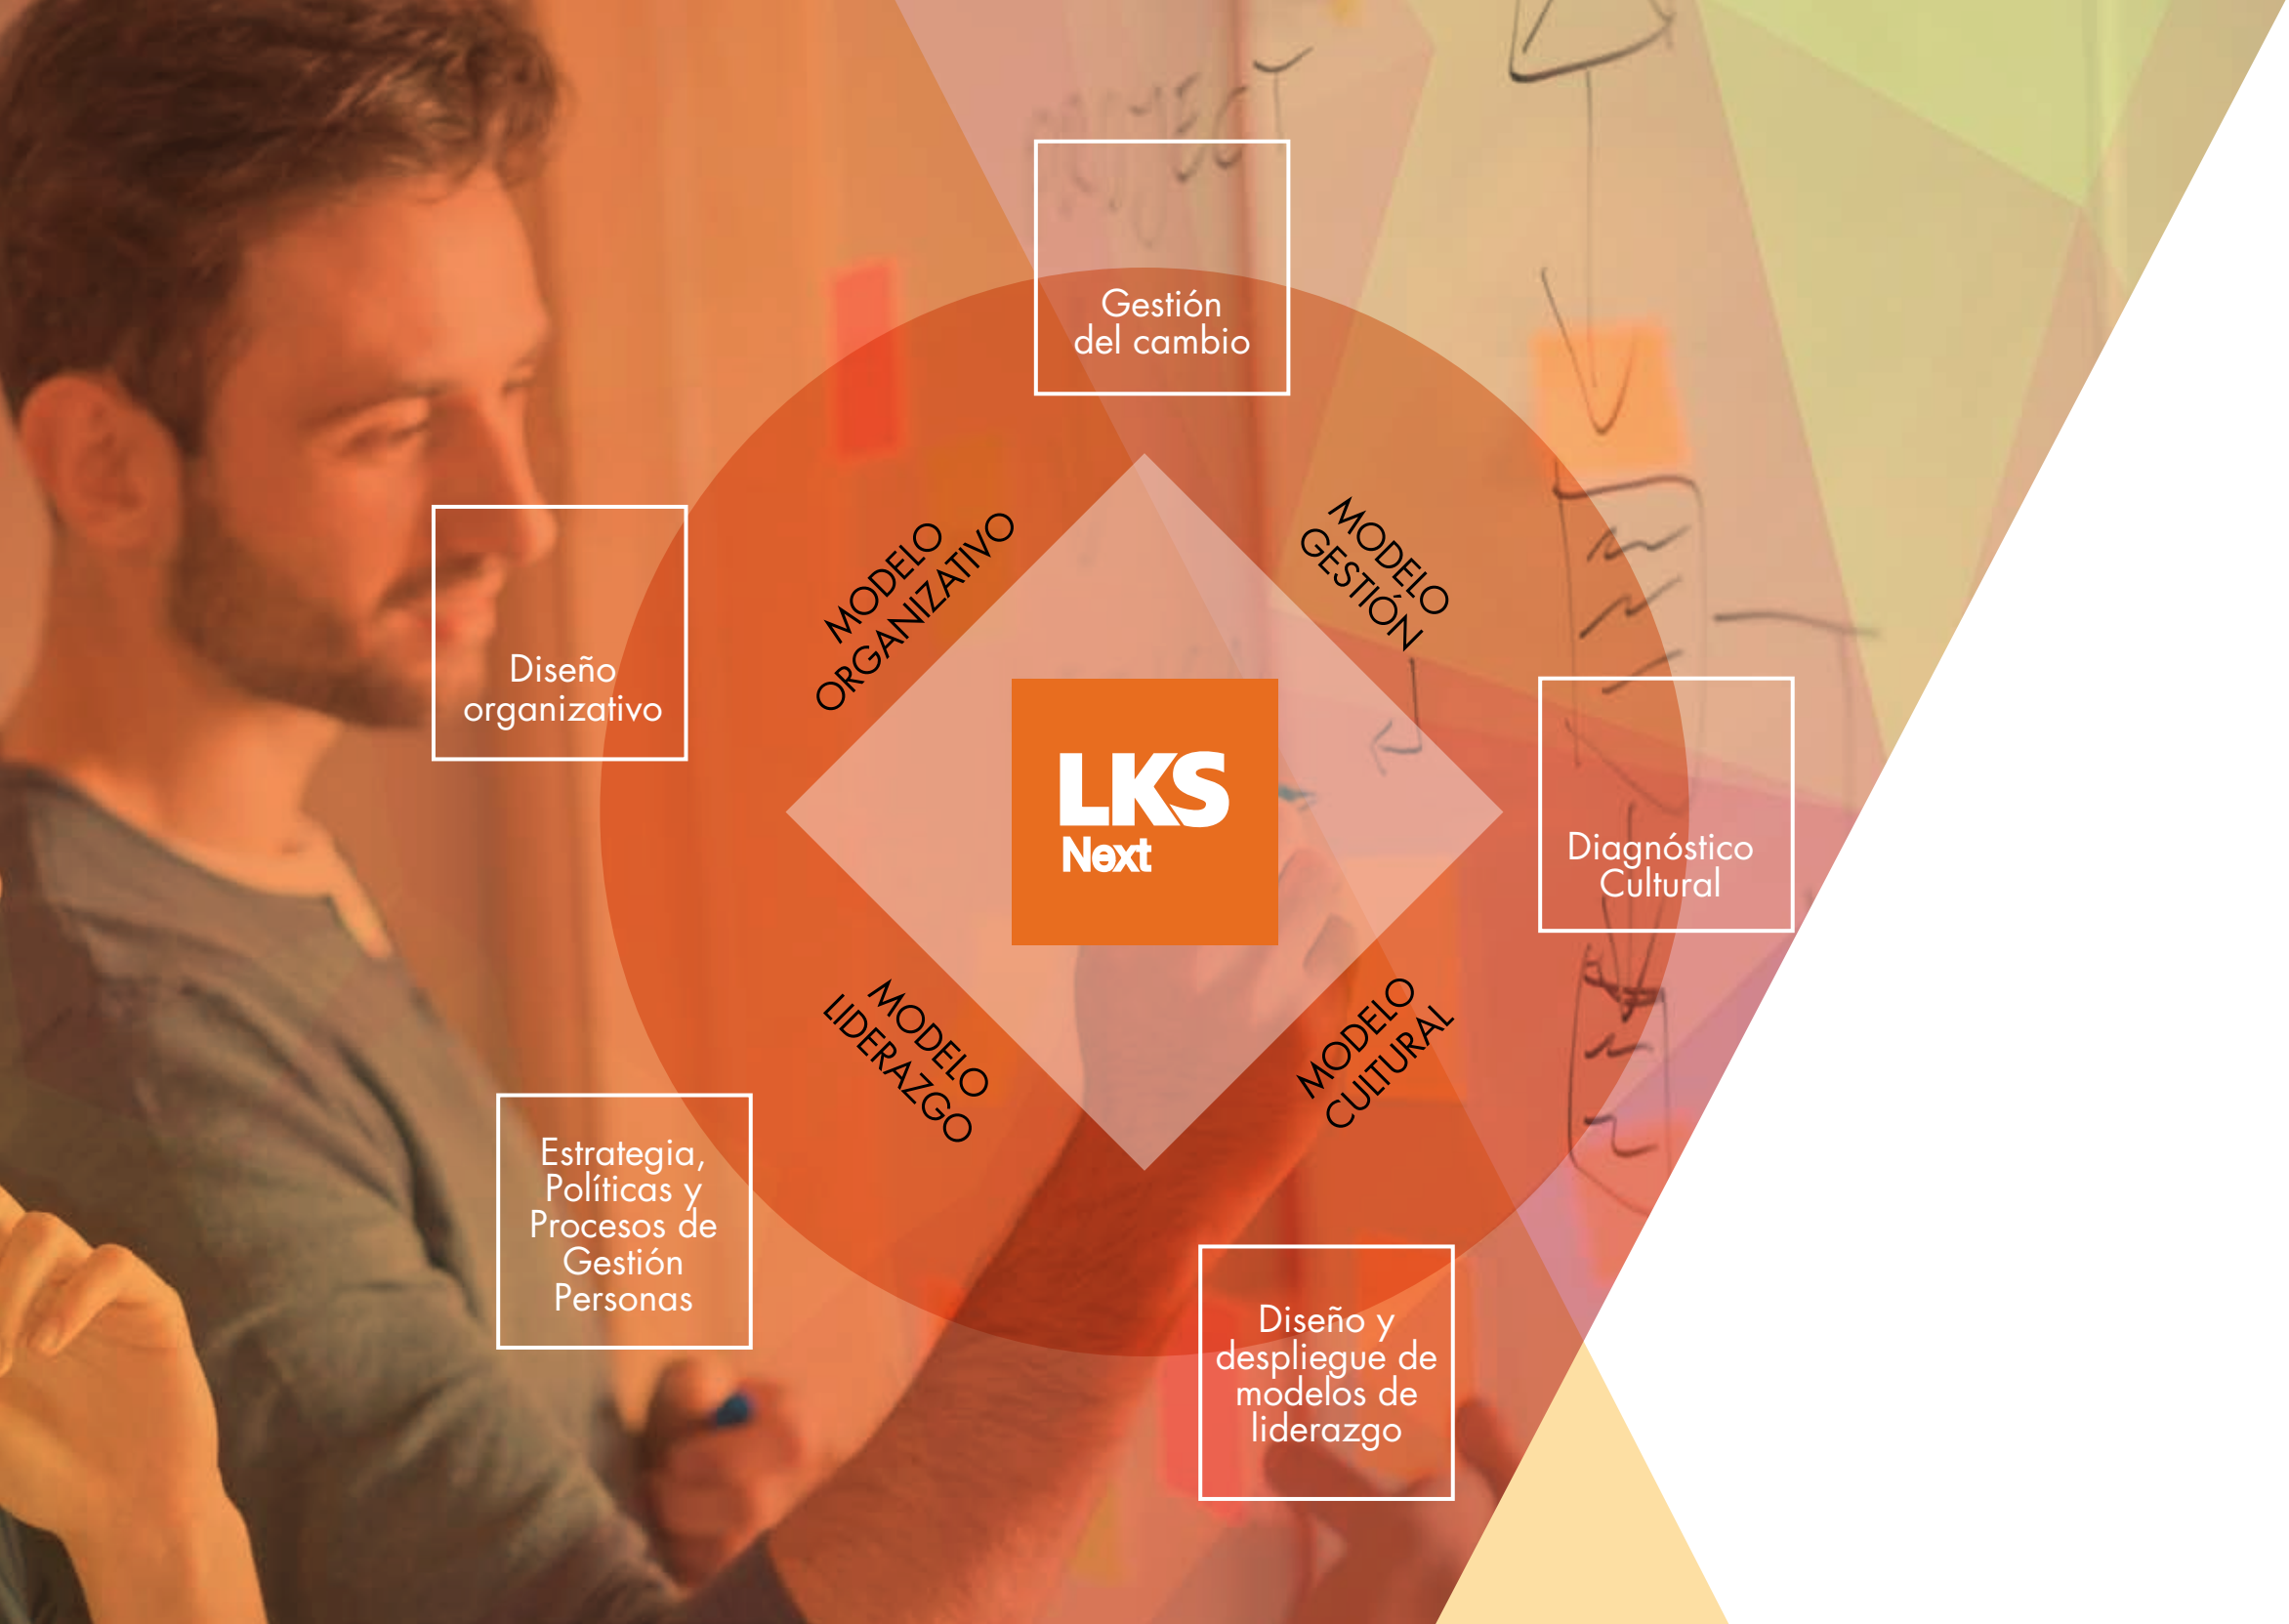 Gestión
del cambio
MODELO
ORGANIZATIVO
MODELO
GESTIÓN
Diseño
organizativo
LKS
Next
Diagnóstico
Cultural
MODELO
LIDERAZGO
MODELO
CULTURAL
Estrategia,
Políticas y
Procesos de
Gestión
Personas
Diseño y
despliegue de
modelos de
liderazgo